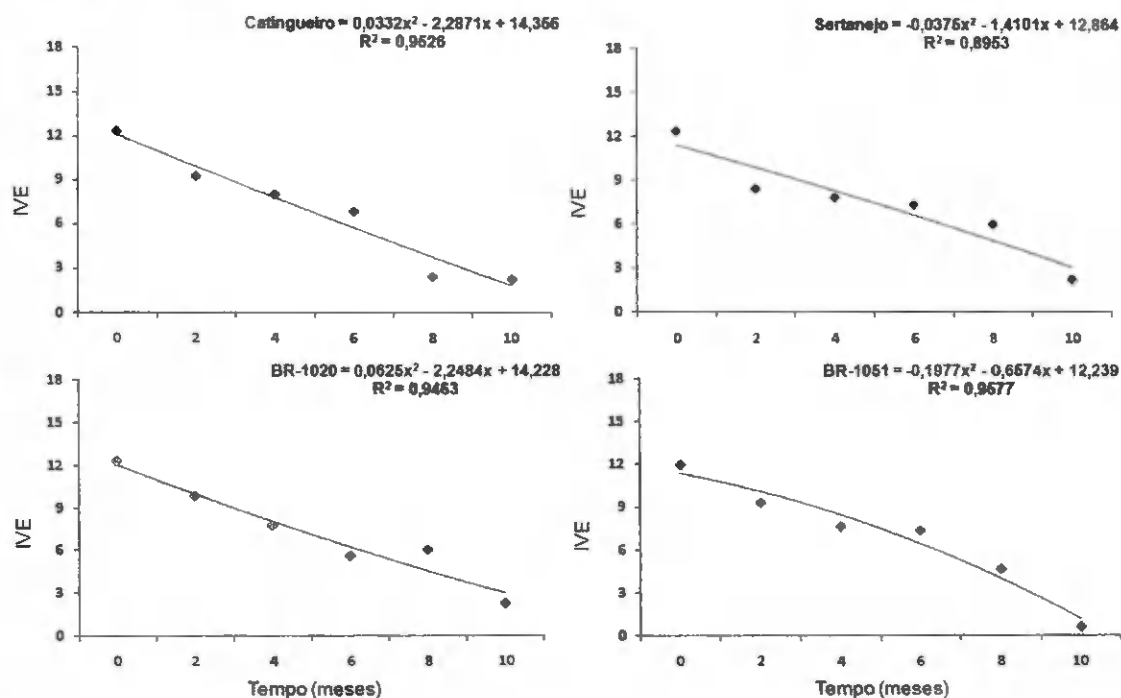 Catingueiro = 0,0332x² - 2,2871x + 14,356
R² = 0,9526
18
15
12
9
6
3
0
IVE
0 2 4 6 8 10
Sertanejo = -0,0375x² - 1,4101x + 12,864
R² = 0,8953
18
15
12
9
6
3
0
IVE
0 2 4 6 8 10
BR-1020 = 0,0625x² - 2,2484x + 14,228
R² = 0,9453
18
15
12
9
6
3
0
IVE
0 2 4 6 8 10
Tempo (meses)
BR-1051 = -0,1977x² - 0,6574x + 12,239
R² = 0,9577
18
15
12
9
6
3
0
IVE
0 2 4 6 8 10
Tempo (meses)